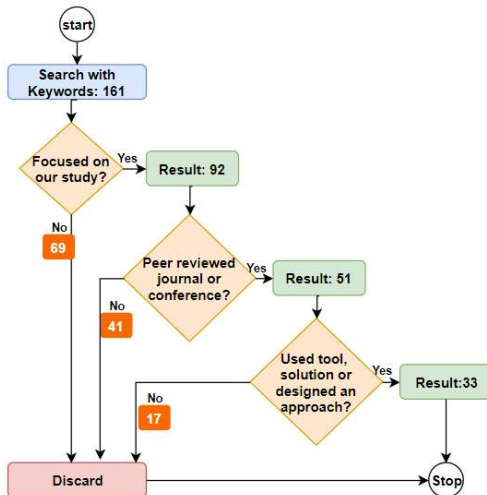 start
Search with
Keywords: 161
Focused on
our study?
Yes
Result: 92
No
69
Peer reviewed
journal or
conference?
Yes
Result: 51
No
41
Used tool,
solution or
designed an
approach?
Yes
Result:33
No
17
Discard
Stop